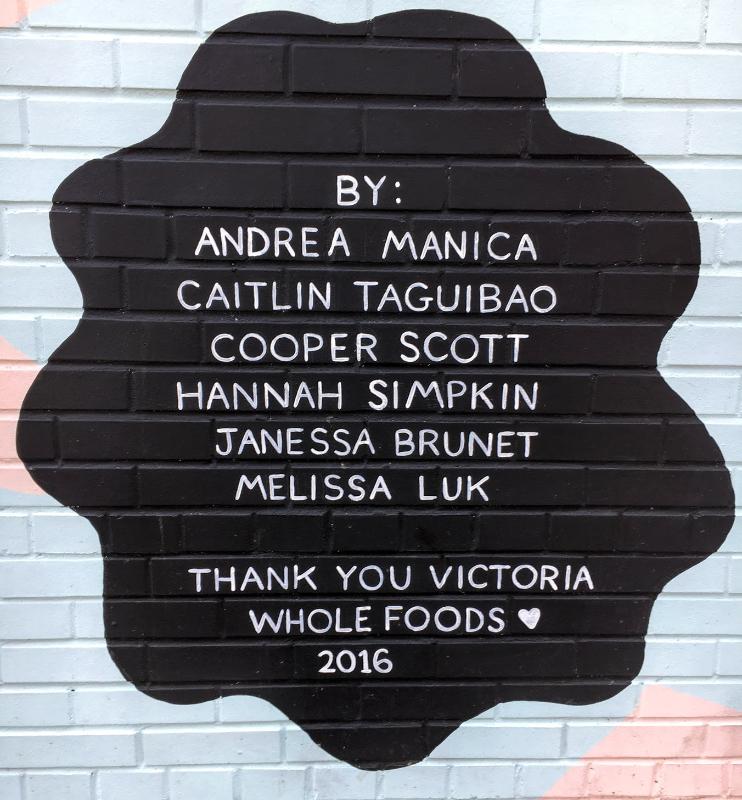 BY:
ANDREA MANICA
CAITLIN TAGUIBAO
COOPER SCOTT
HANNAH SIMPKIN
JANESSA BRUNET
MELISSA LUK
THANK YOU VICTORIA
WHOLE FOODS ♥
2016